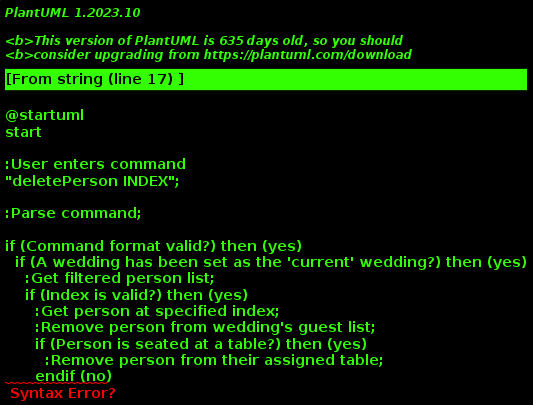 PlantUML 1.2023.10
<b>This version of PlantUML is 635 days old, so you should
<b>consider upgrading from https://plantuml.com/download
[From string (line 17) ]
@startuml
start
:User enters command
"deletePerson INDEX";
:Parse command;
if (Command format valid?) then (yes)
if (A wedding has been set as the 'current' wedding?) then (yes)
:Get filtered person list;
if (Index is valid?) then (yes)
:Get person at specified index;
:Remove person from wedding's guest list;
if (Person is seated at a table?) then (yes)
:Remove person from their assigned table;
endif (no)
Syntax Error?